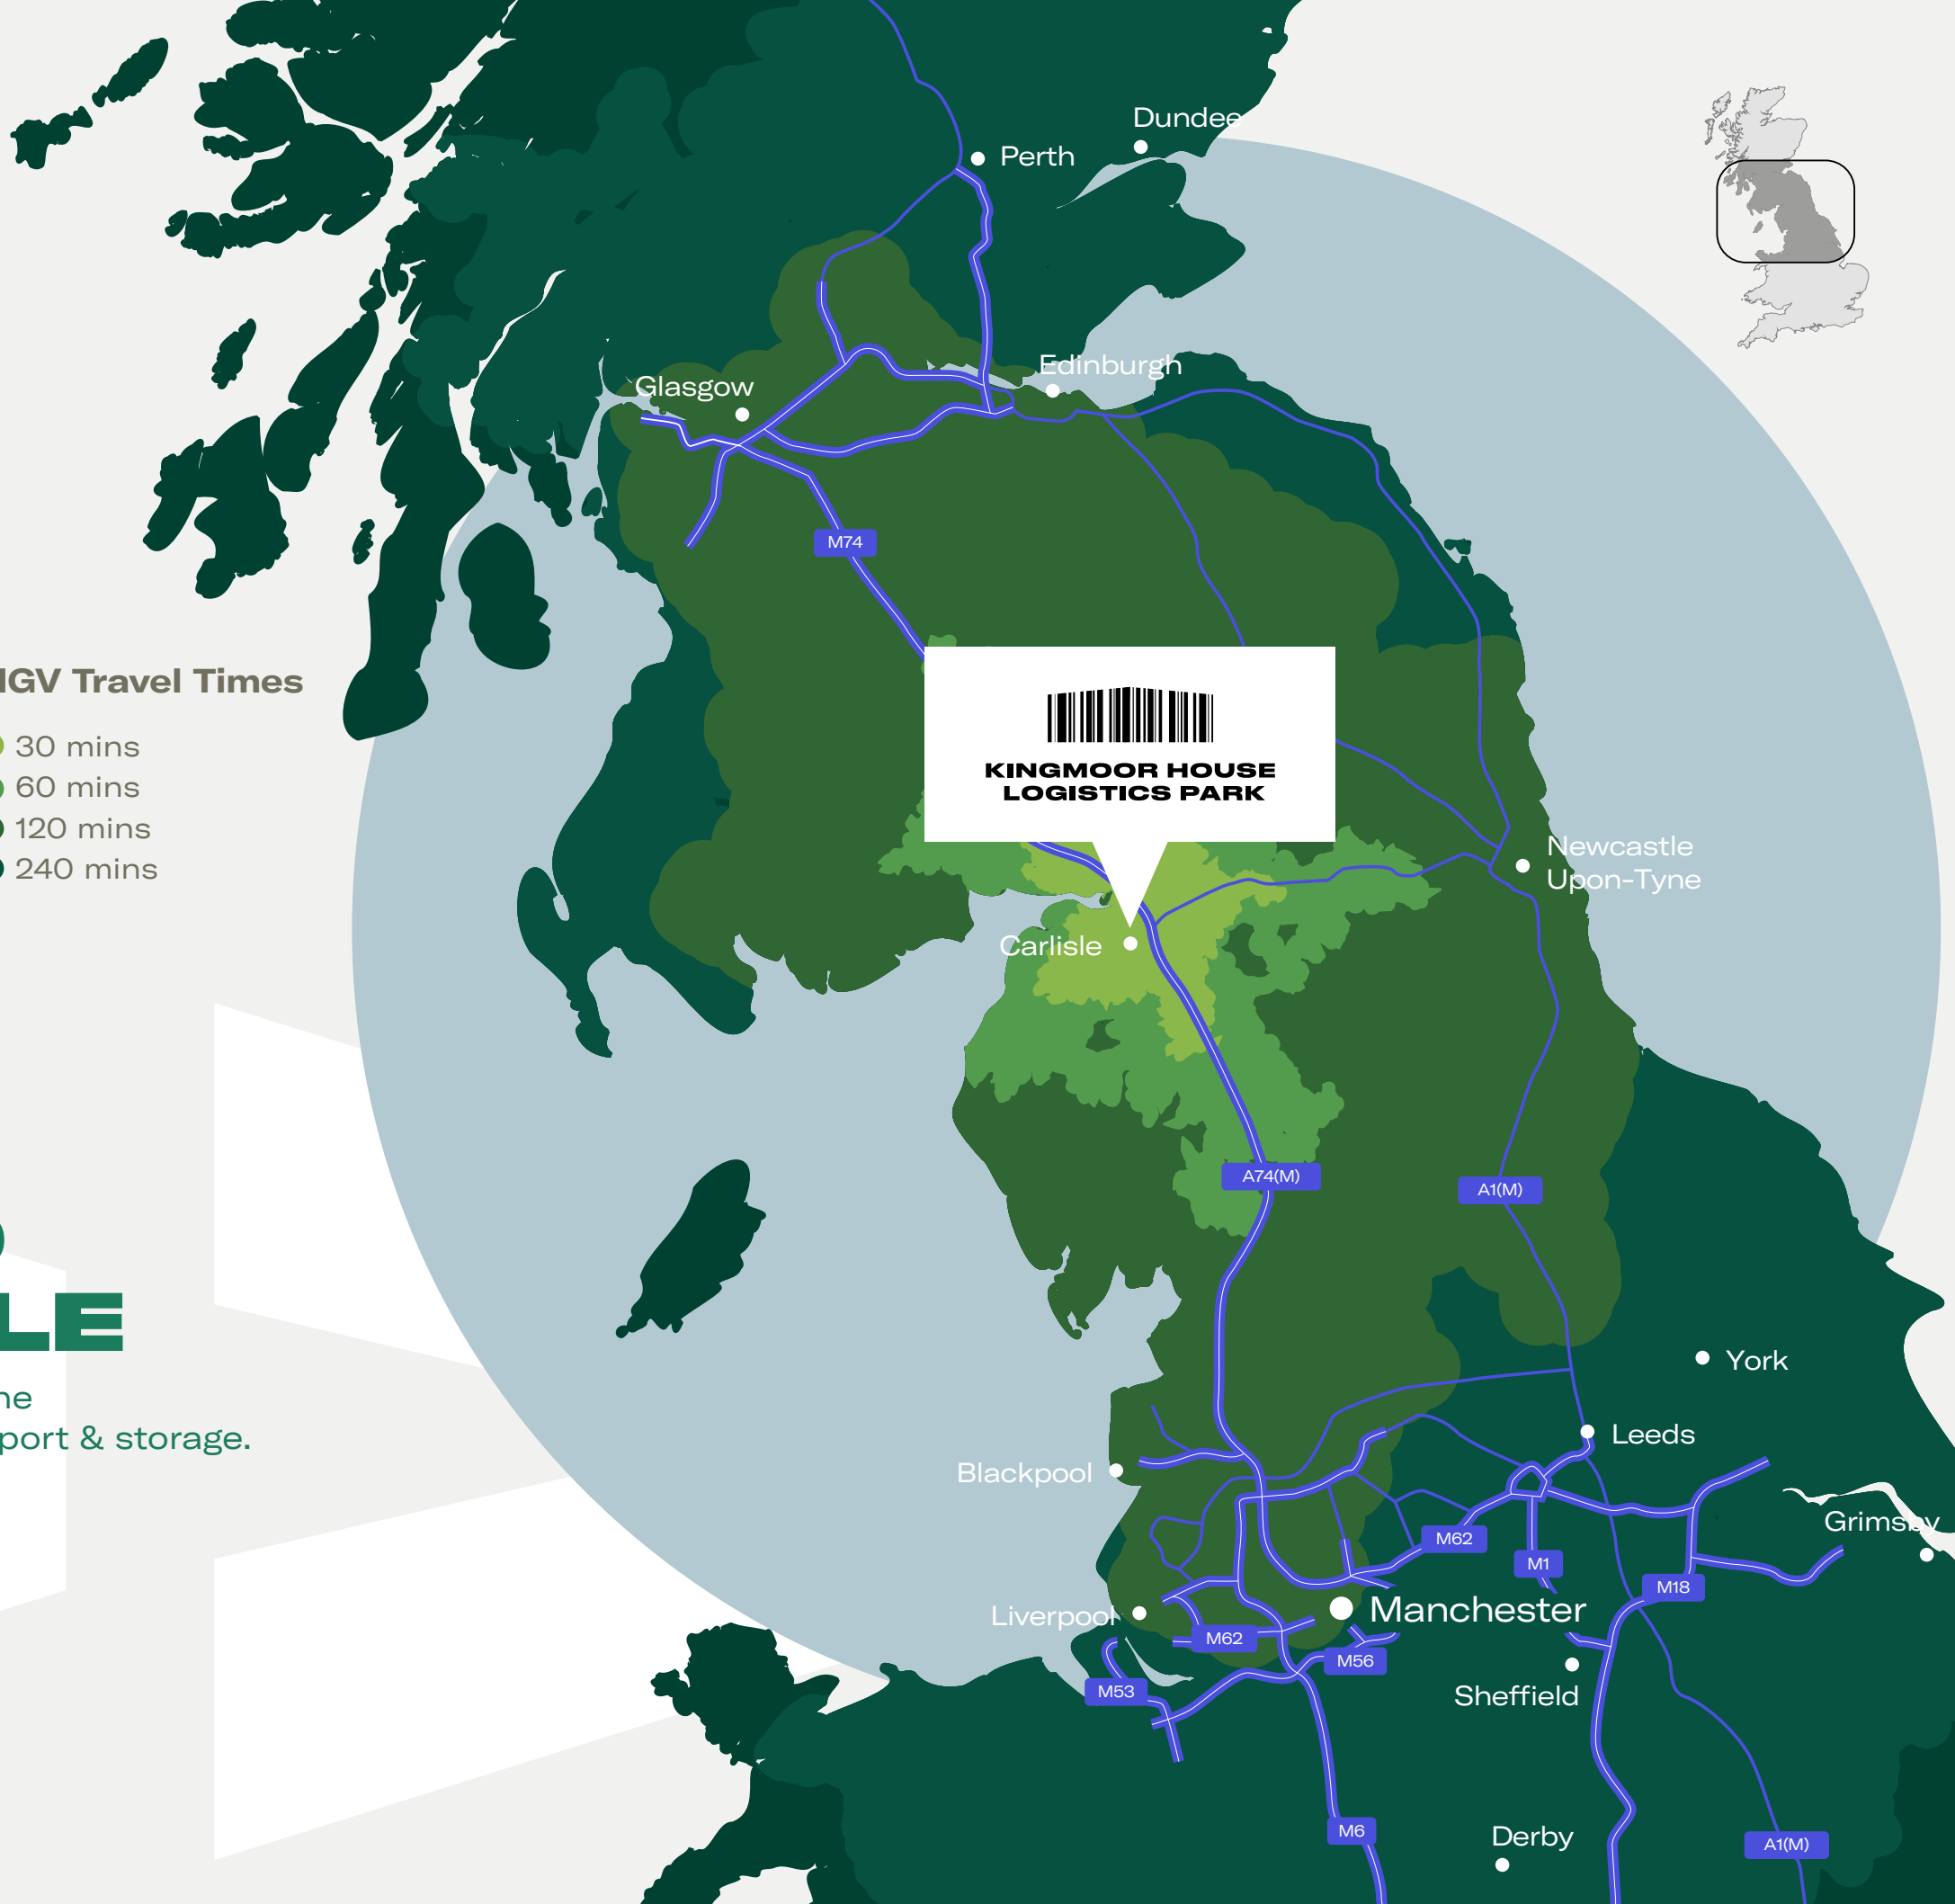 Dundee
Perth
Edinburgh
Glasgow
M74
HGV Travel Times
30 mins
60 mins
120 mins
240 mins
KINGMOOR HOUSE
LOGISTICS PARK
Newcastle
Upon-Tyne
Carlisle
A74(M)
A1(M)
LE
port & storage.
York
Leeds
Blackpool
Grimsby
M62
M1
M18
Liverpool
Manchester
M62
M56
M53
Sheffield
M6
Derby
A1(M)